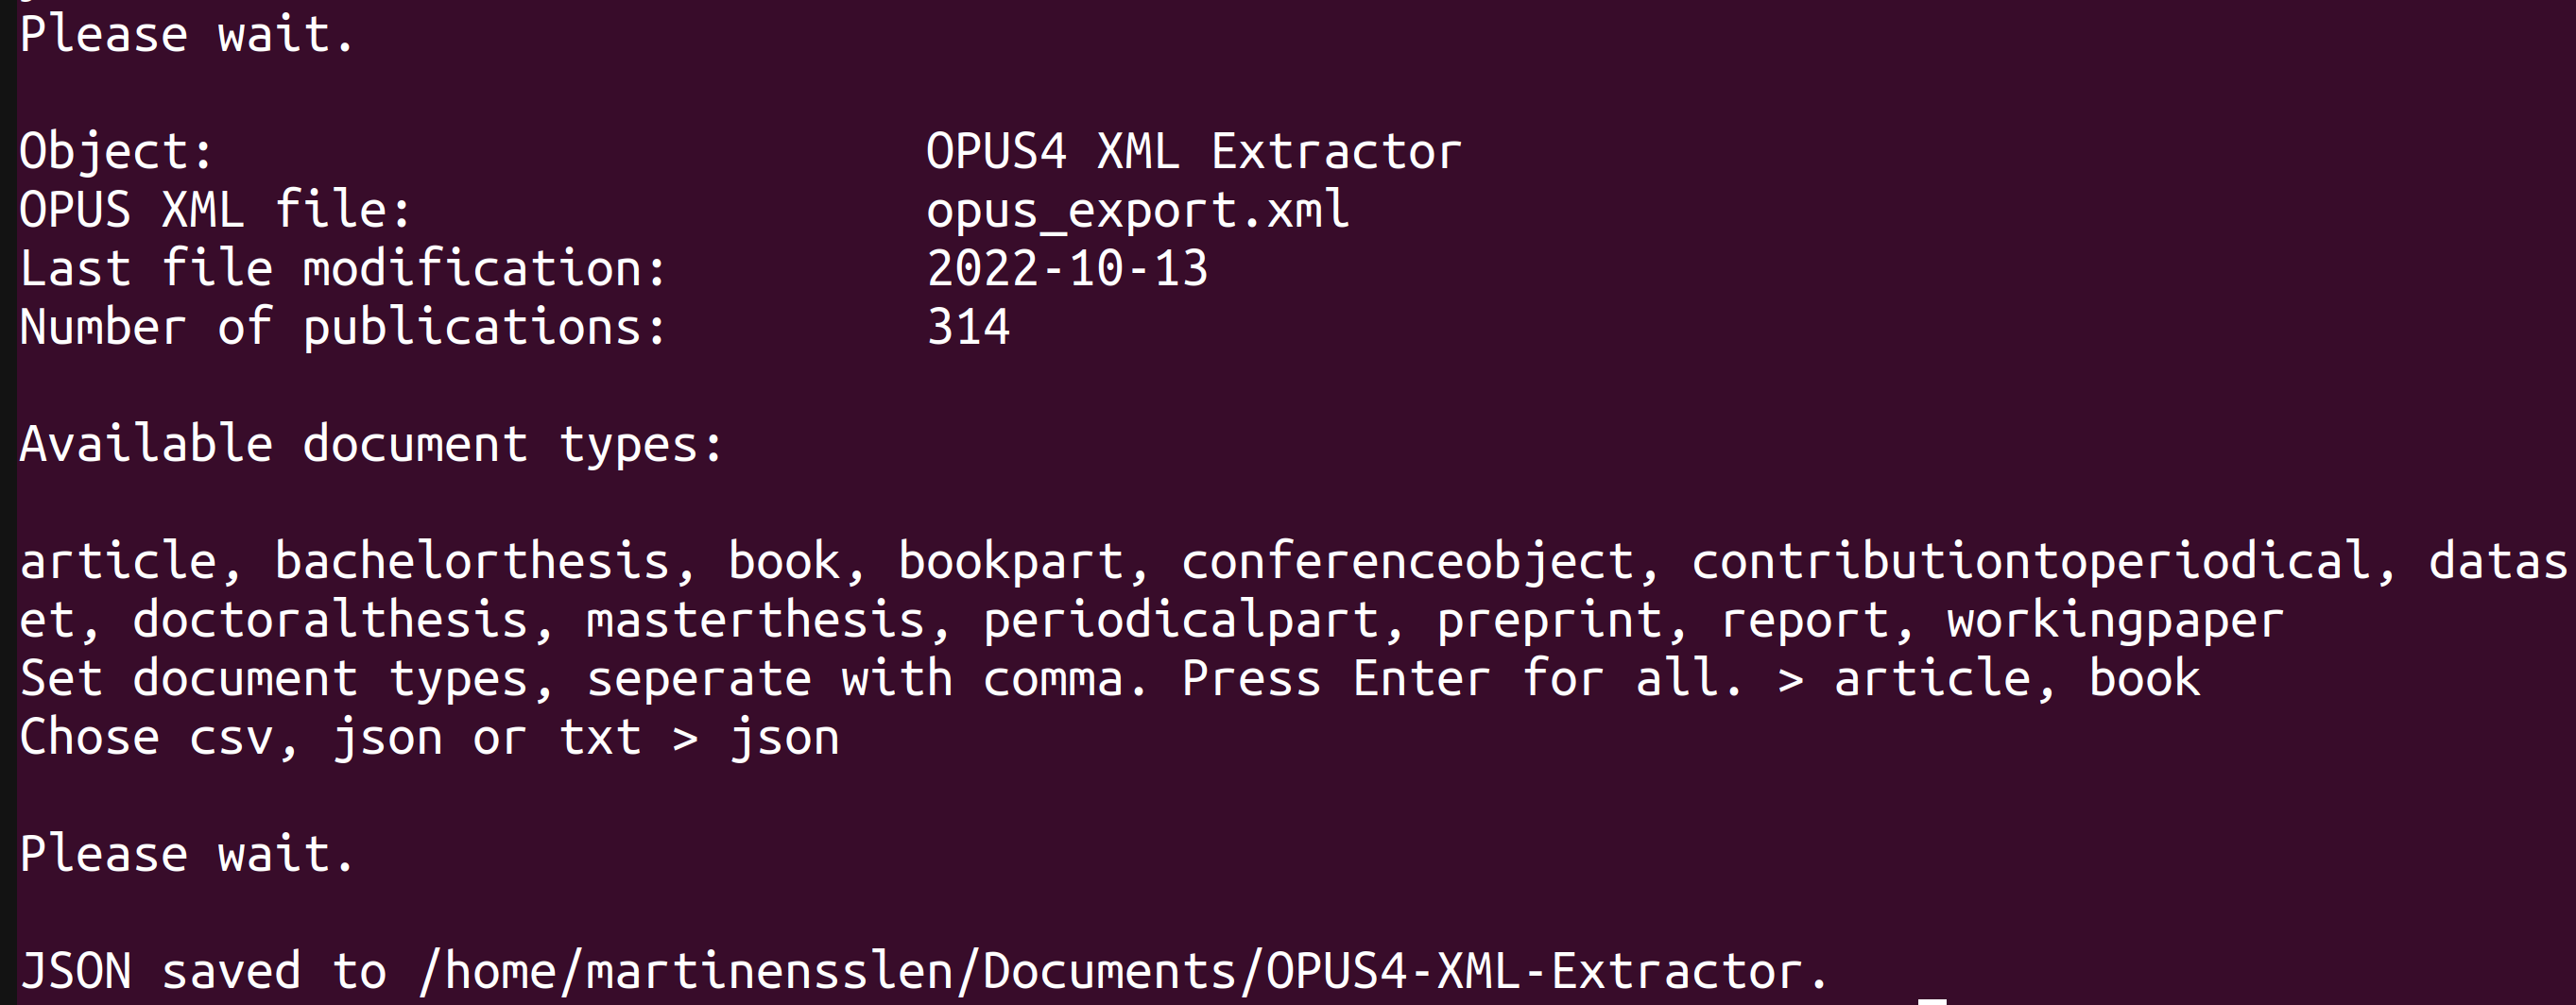 Please wait.
Object: OPUS4 XML Extractor
OPUS XML file: opus_export.xml
Last file modification: 2022-10-13
Number of publications: 314
Available document types:
article, bachelorthesis, book, bookpart, conferenceobject, contributiontoperiodical, datas
et, doctoralthesis, masterthesis, periodicalpart, preprint, report, workingpaper
Set document types, seperate with comma. Press Enter for all. > article, book
Chose csv, json or txt > json
Please wait.
JSON saved to /home/martinensslen/Documents/OPUS4-XML-Extractor.